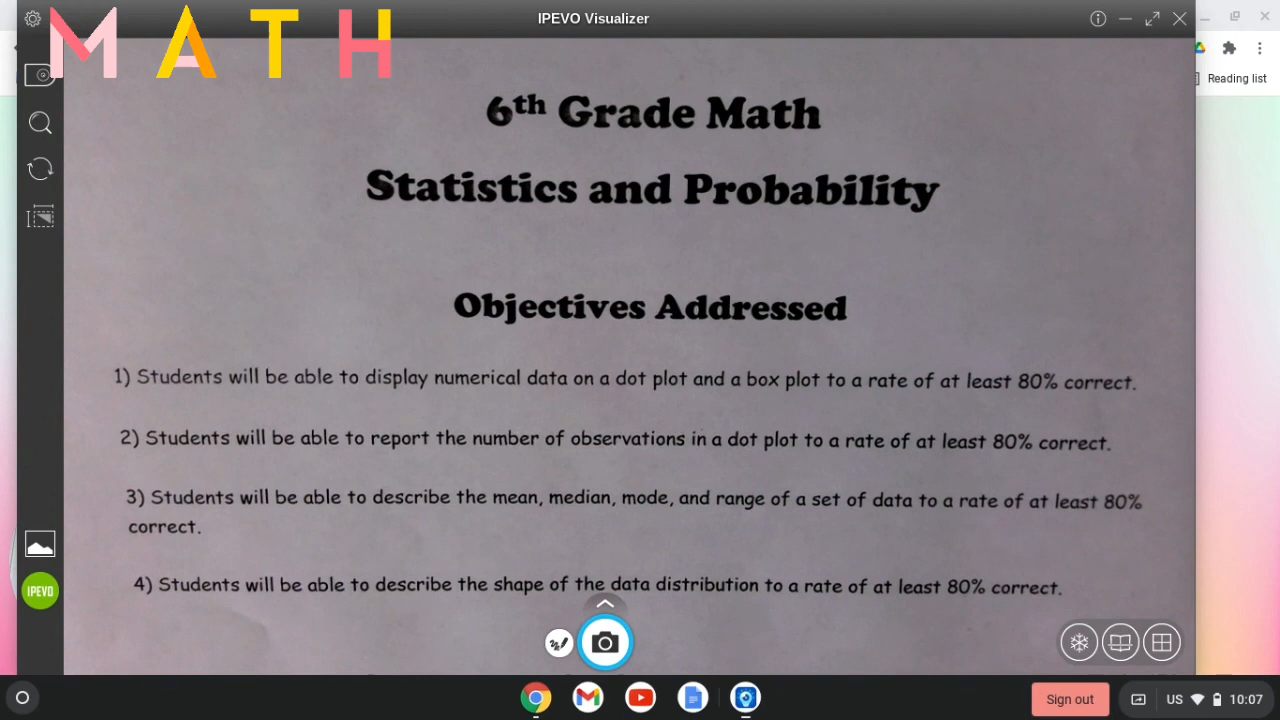 IPEVO Visualizer
MATH
Reading list
6th Grade Math
Statistics and Probability
Objectives Addressed
1) Students will be able to display numerical data on a dot plot and a box plot to a rate of at least 80% correct.
2) Students will be able to report the number of observations in a dot plot to a rate of at least 80% correct.
3) Students will be able to describe the mean, median, mode, and range of a set of data to a rate of at least 80%
correct.
4) Students will be able to describe the shape of the data distribution to a rate of at least 80% correct.
IPEVO
Sign out
US
10:07